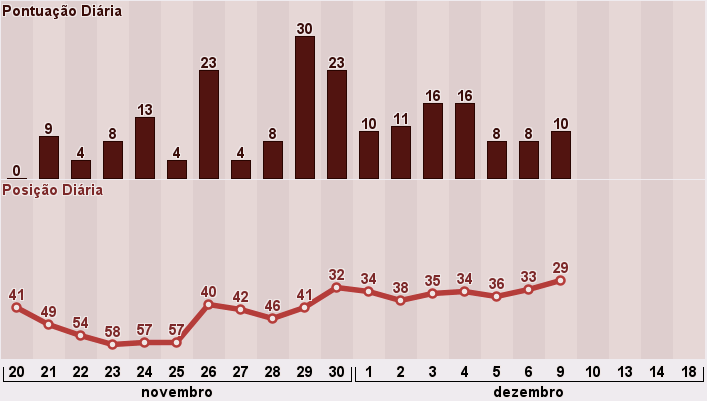 Pontuação Diária
0 9 4 8 13 4 23 4 8 30 23 10 11 16 16 8 8 10
Posição Diária
41 49 54 58 57 57 40 42 46 41 32 34 38 35 34 36 33 29
20 21 22 23 24 25 26 27 28 29 30 1 2 3 4 5 6 9 10 13 14 18
novembro dezembro